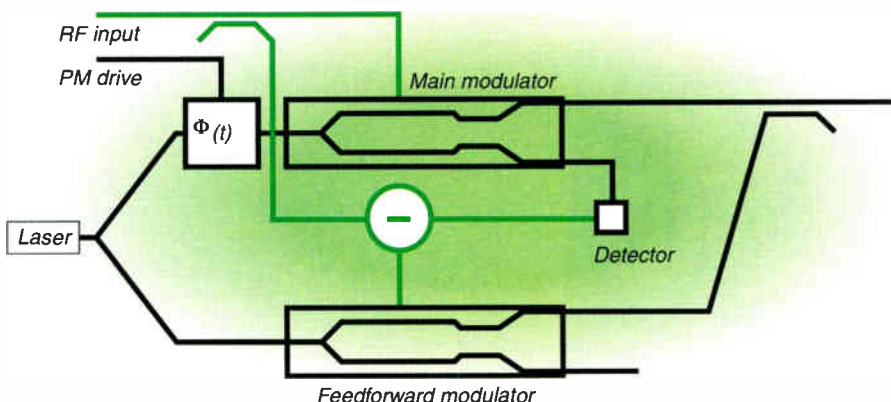 RF input
PM drive
Main modulator
Φ(t)
−
Laser
Detector
Feedforward modulator